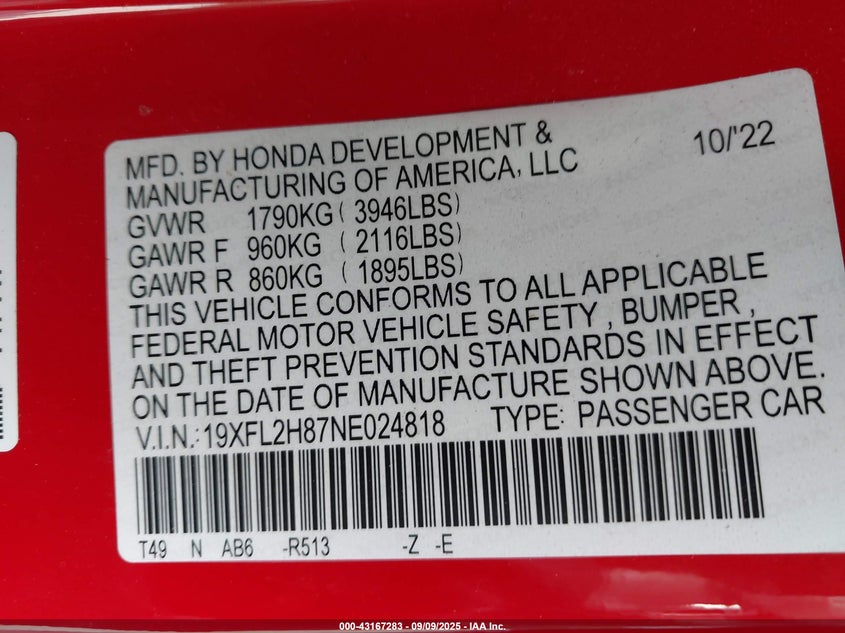 MFD. BY HONDA DEVELOPMENT &
MANUFACTURING OF AMERICA, LLC
10/'22
GVWR 1790KG ( 3946LBS)
GAWR F 960KG ( 2116LBS)
GAWR R 860KG ( 1895LBS)
THIS VEHICLE CONFORMS TO ALL APPLICABLE
FEDERAL MOTOR VEHICLE SAFETY , BUMPER ,
AND THEFT PREVENTION STANDARDS IN EFFECT
ON THE DATE OF MANUFACTURE SHOWN ABOVE.
V.I.N.:19XFL2H87NE024818 TYPE: PASSENGER CAR
T49 N AB6 -R513 -Z -E
000-43167283 - 09/09/2025 - IAA Inc.